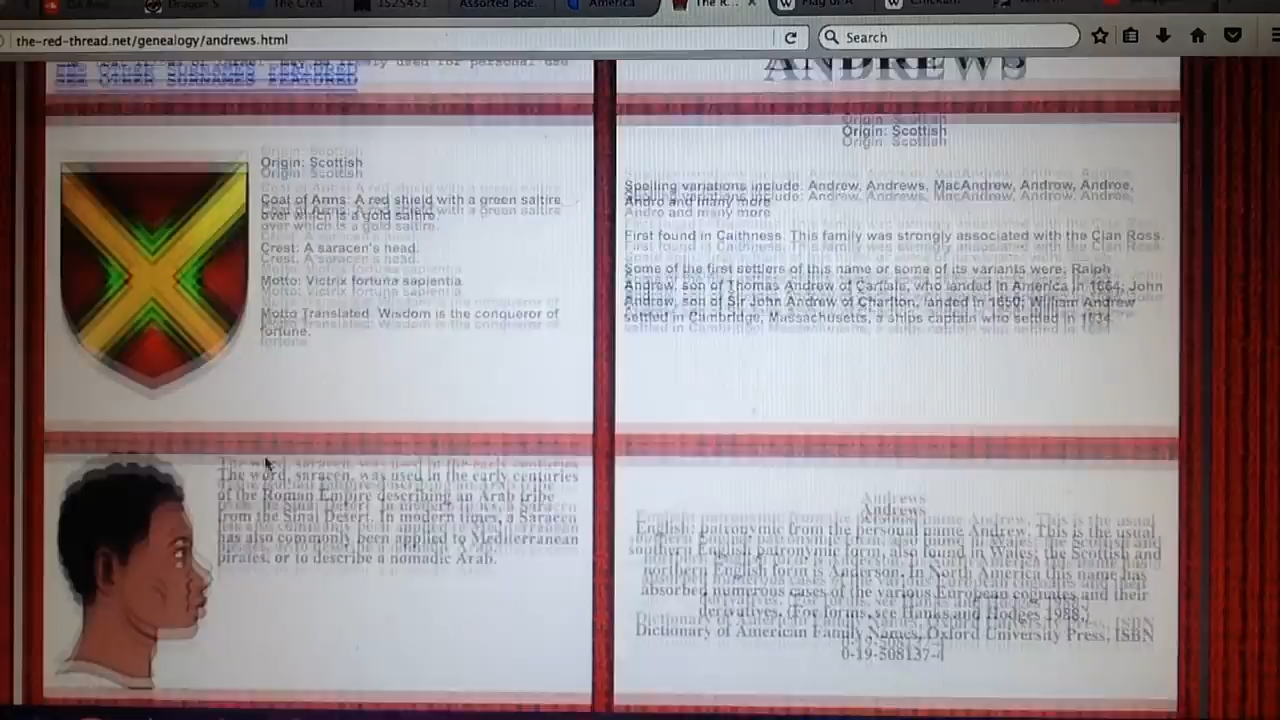 the-red-thread.net/genealogy/andrews.html
Search
ANDREWS
Origin: Scottish
Coat of Arms: A red shield with a green saltire
over which is a gold saltire.
Crest: A saracen's head.
Motto: Victrix fortuna sapientia
Motto Translated: Wisdom is the conqueror of
fortune.
Origin: Scottish
Spelling variations include: Andrew, Andrews, MacAndrew, Androw, Androe,
Andro and many more
First found in Caithness. This family was strongly associated with the Clan Ross.
Some of the first settlers of this name or some of its variants were: Ralph
Andrew, son of Thomas Andrew of Carlisle, who landed in America in 1664; John
Andrew, son of Sir John Andrew of Charlton, landed in 1650; William Andrew
settled in Cambridge, Massachusetts, a ships captain who settled in 1634
The word, saracen, was used in the early centuries
of the Roman Empire describing an Arab tribe
from the Sinai Desert. In modern times, a Saracen
has also commonly been applied to Mediterranean
pirates, or to describe a nomadic Arab.
Andrews
English: patronymic from the personal name Andrew. This is the usual
southern English patronymic form, also found in Wales; the Scottish and
northern English form is Anderson. In North America this name has
absorbed numerous cases of the various European cognates and their
derivatives. (For forms, see Hanks and Hodges 1988.)
Dictionary of American Family Names, Oxford University Press, ISBN
0-19-508137-4